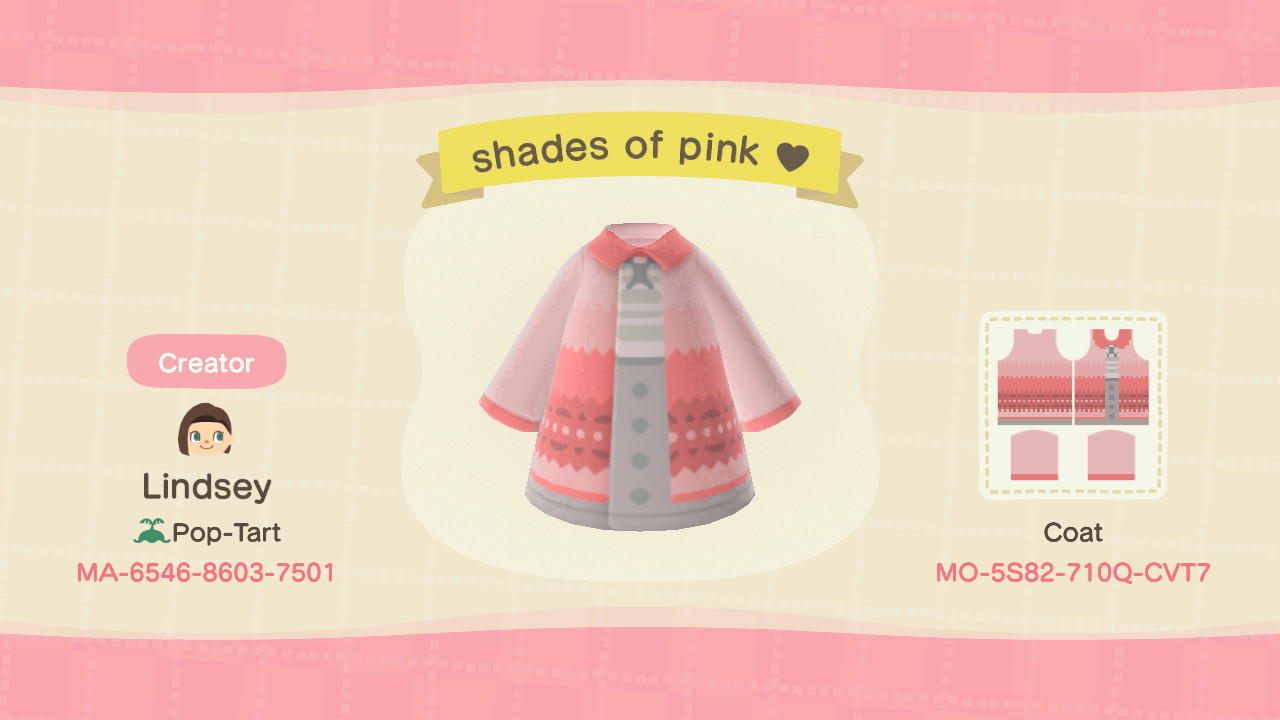 shades of pink ♥
Creator
Lindsey
Pop-Tart
MA-6546-8603-7501
Coat
MO-5S82-710Q-CVT7